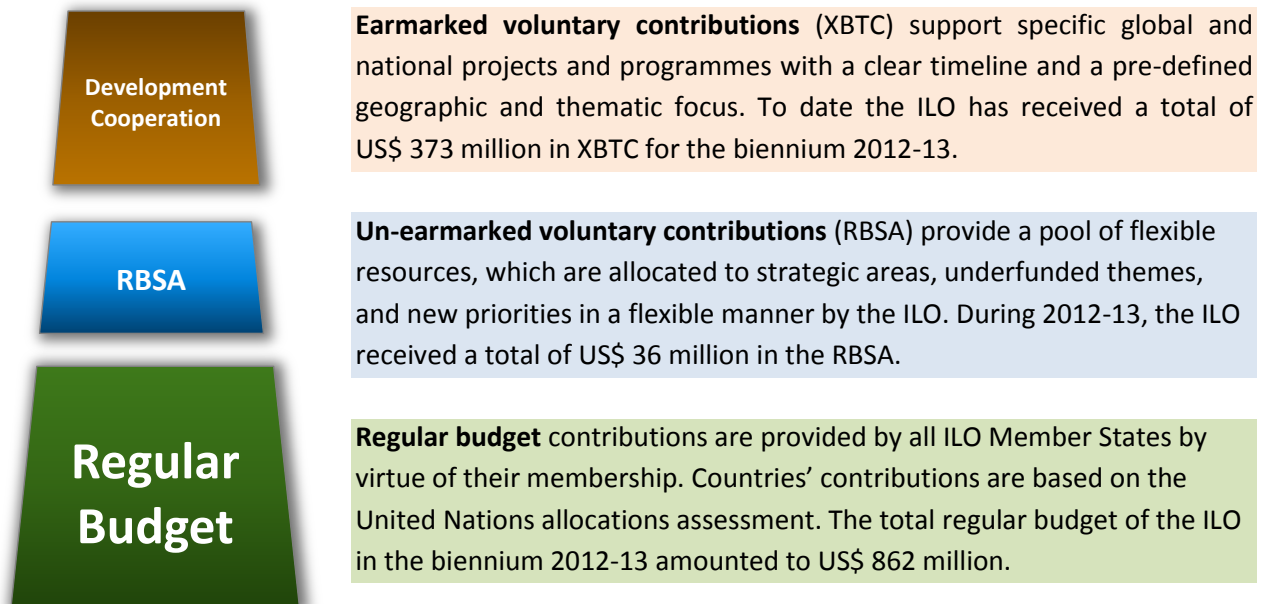 Development
Cooperation
Earmarked voluntary contributions (XBTC) support specific global and
national projects and programmes with a clear timeline and a pre-defined
geographic and thematic focus. To date the ILO has received a total of
US$ 373 million in XBTC for the biennium 2012-13.
RBSA
Un-earmarked voluntary contributions (RBSA) provide a pool of flexible
resources, which are allocated to strategic areas, underfunded themes,
and new priorities in a flexible manner by the ILO. During 2012-13, the ILO
received a total of US$ 36 million in the RBSA.
Regular
Budget
Regular budget contributions are provided by all ILO Member States by
virtue of their membership. Countries’ contributions are based on the
United Nations allocations assessment. The total regular budget of the ILO
in the biennium 2012-13 amounted to US$ 862 million.